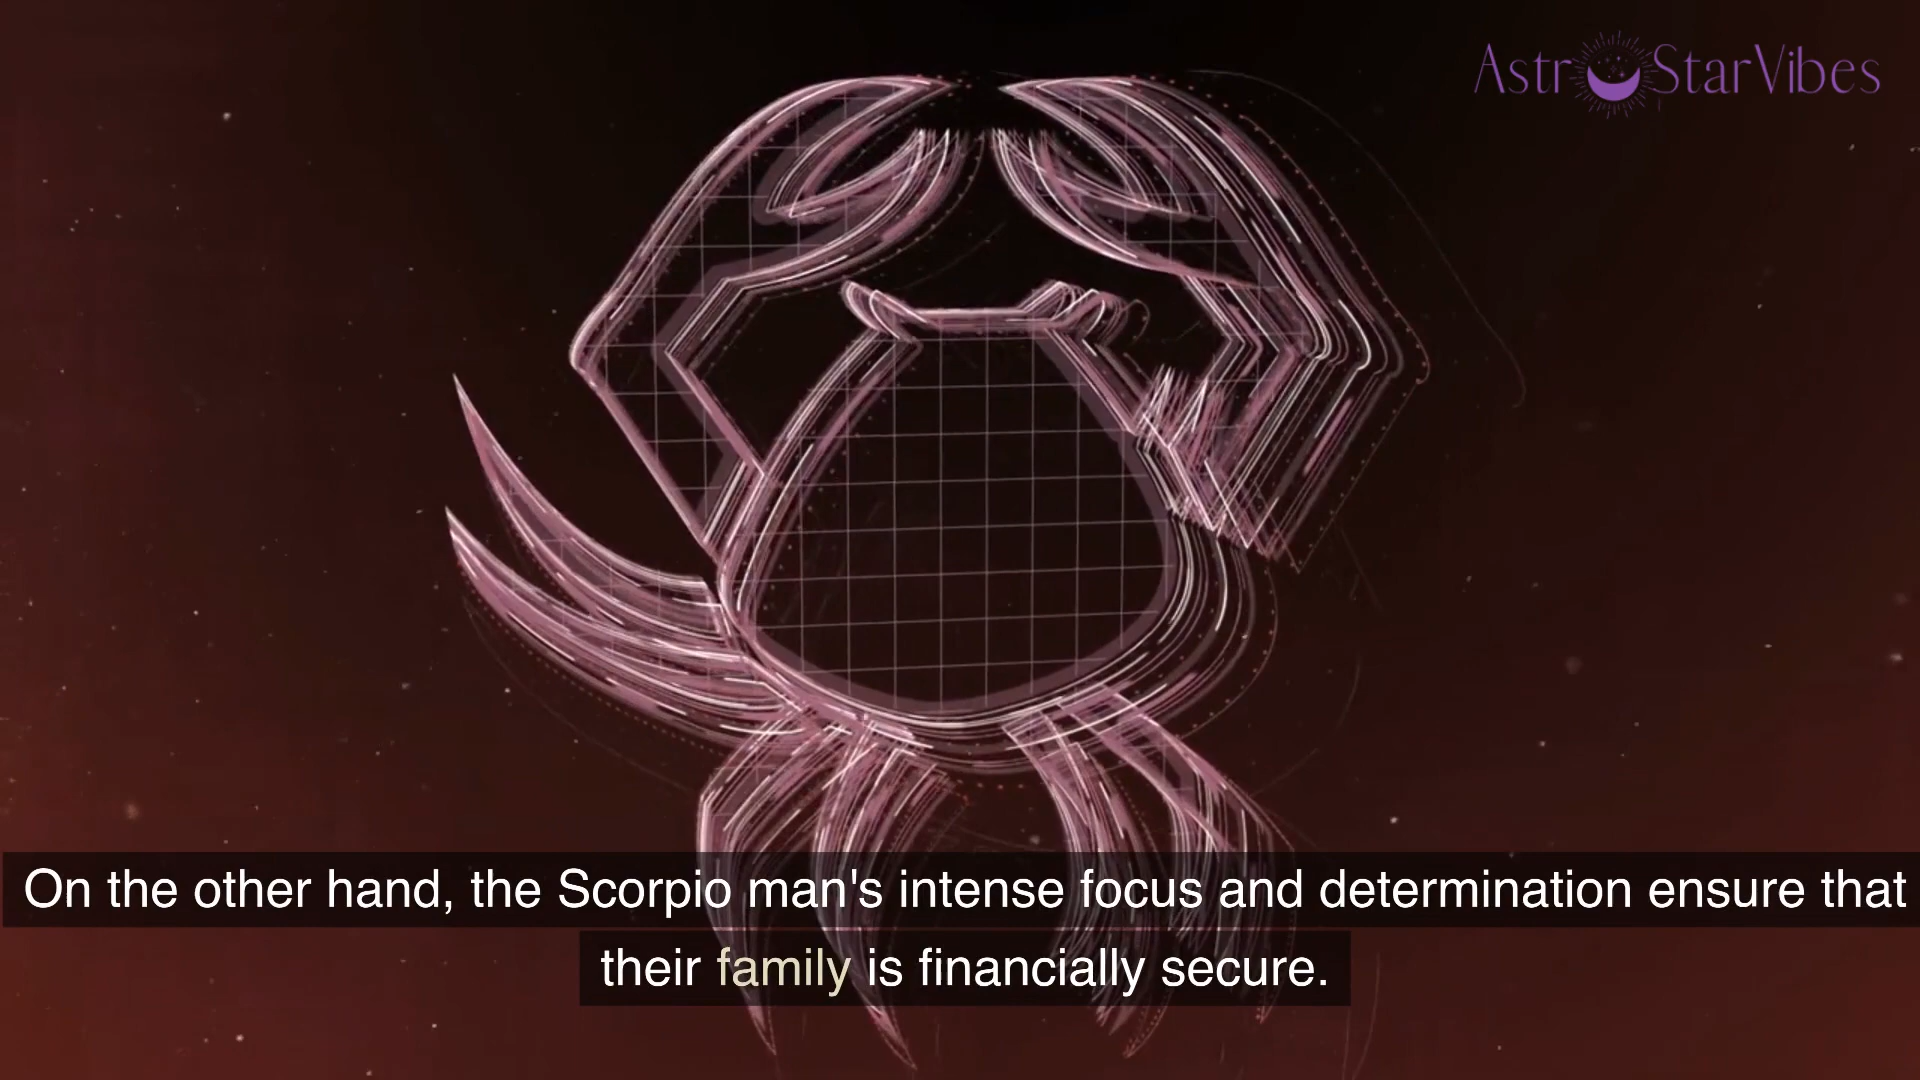 AstroStarVibes
On the other hand, the Scorpio man's intense focus and determination ensure that
their family is financially secure.